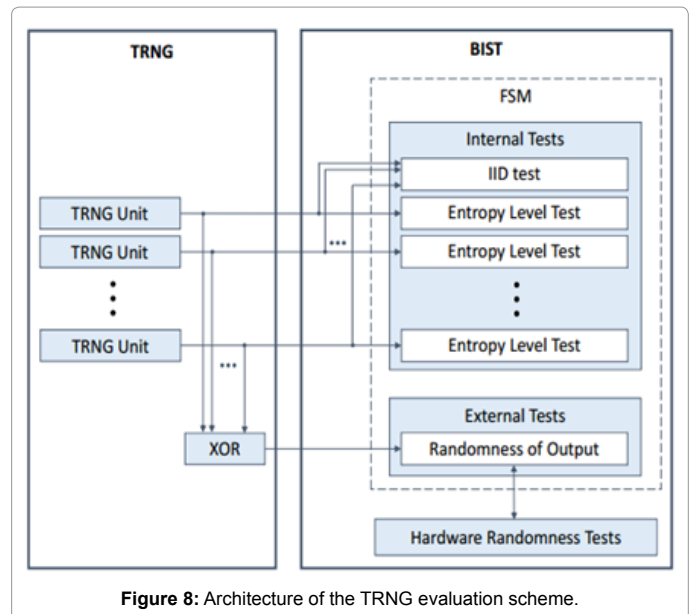 TRNG
BIST
FSM
Internal Tests
IID test
TRNG Unit
Entropy Level Test
TRNG Unit
Entropy Level Test
TRNG Unit
Entropy Level Test
External Tests
XOR
Randomness of Output
Hardware Randomness Tests
Figure 8: Architecture of the TRNG evaluation scheme.